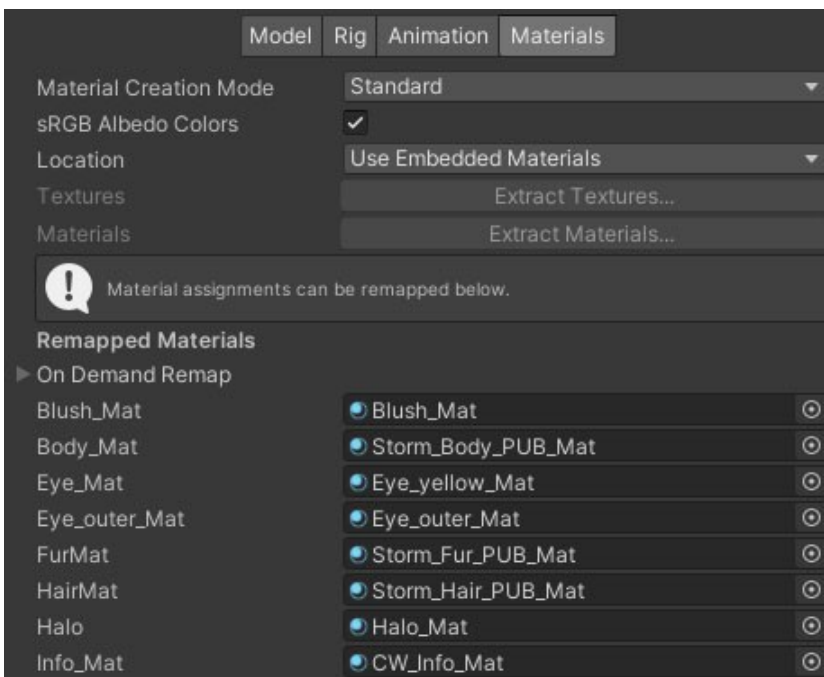 Model Rig Animation Materials
Material Creation Mode Standard
sRGB Albedo Colors
Location Use Embedded Materials
Textures Extract Textures...
Materials Extract Materials...
Material assignments can be remapped below.
Remapped Materials
On Demand Remap
Blush_Mat Blush_Mat
Body_Mat Storm_Body_PUB_Mat
Eye_Mat Eye_yellow_Mat
Eye_outer_Mat Eye_outer_Mat
FurMat Storm_Fur_PUB_Mat
HairMat Storm_Hair_PUB_Mat
Halo Halo_Mat
Info_Mat CW_Info_Mat